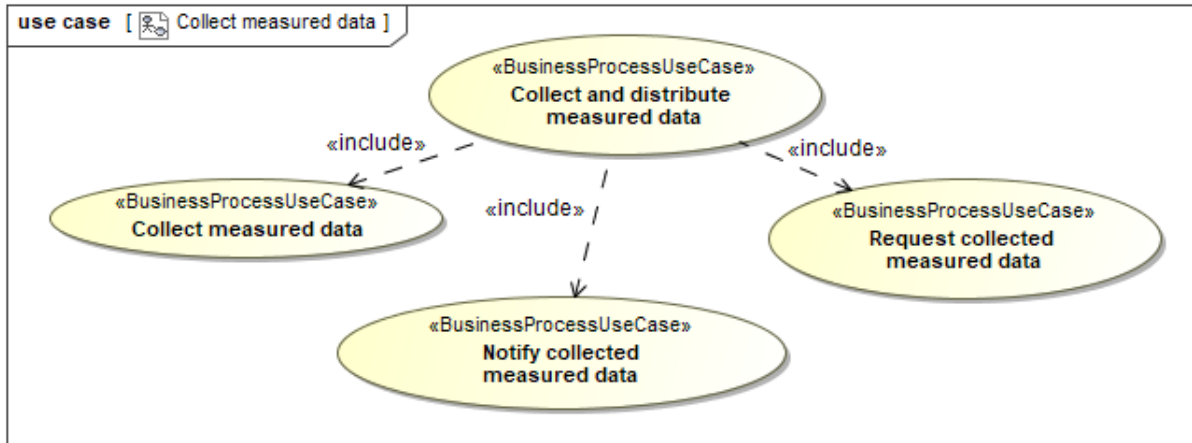 use case [ Collect measured data ]
«BusinessProcessUseCase»
Collect and distribute
measured data
«include»
«include»
«BusinessProcessUseCase»
Collect measured data
«include»
«BusinessProcessUseCase»
Request collected
measured data
«BusinessProcessUseCase»
Notify collected
measured data